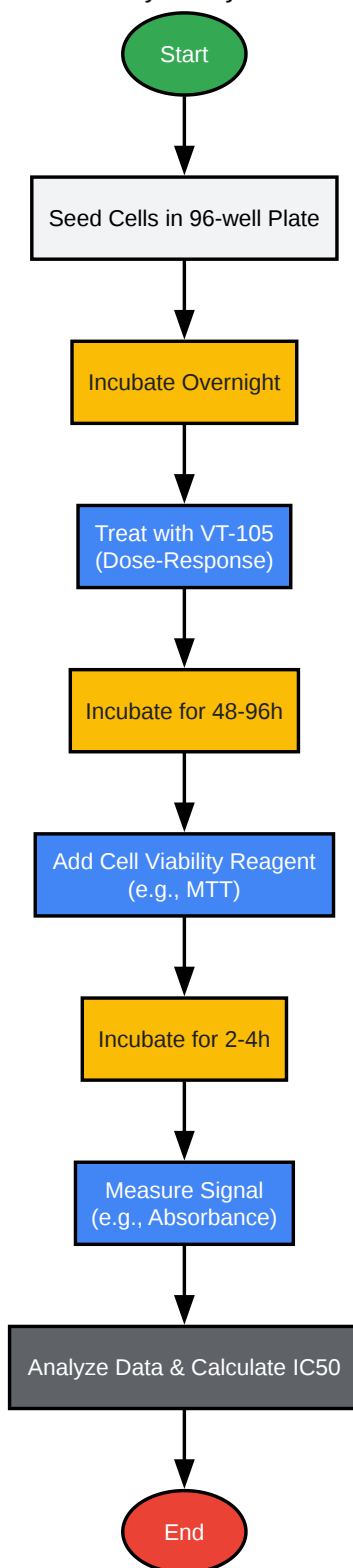 Start
Seed Cells in 96-well Plate
Incubate Overnight
Treat with VT-105
(Dose-Response)
Incubate for 48-96h
Add Cell Viability Reagent
(e.g., MTT)
Incubate for 2-4h
Measure Signal
(e.g., Absorbance)
Analyze Data & Calculate IC50
End